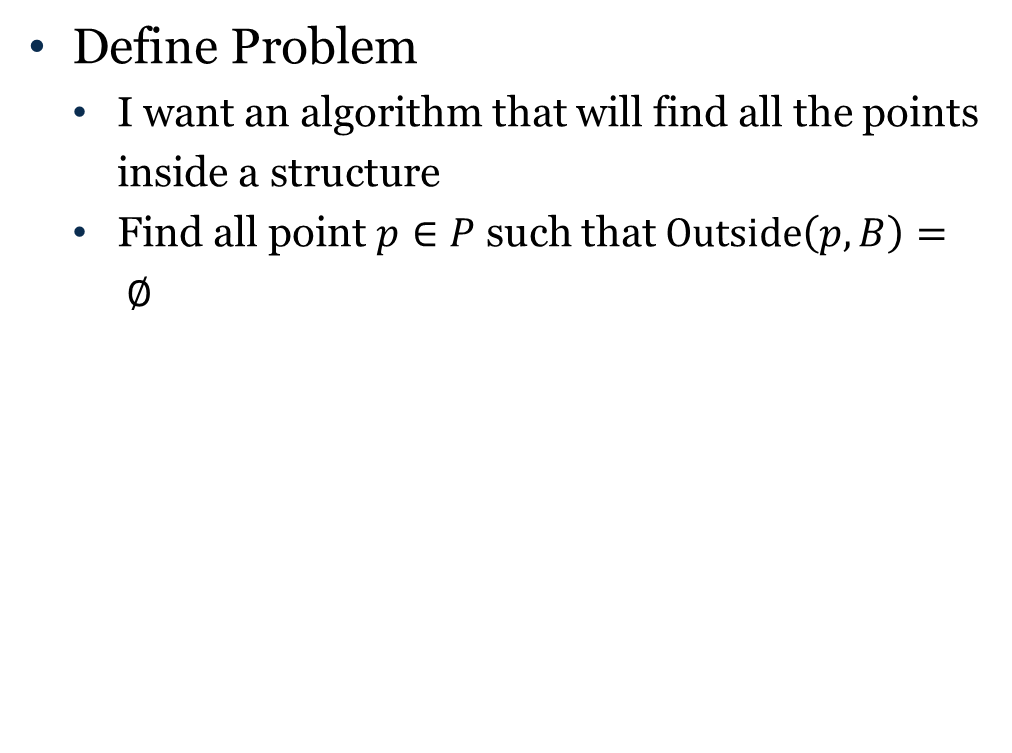 • Define Problem
• I want an algorithm that will find all the points
inside a structure
• Find all point p ∈ P such that Outside(p, B) =
∅